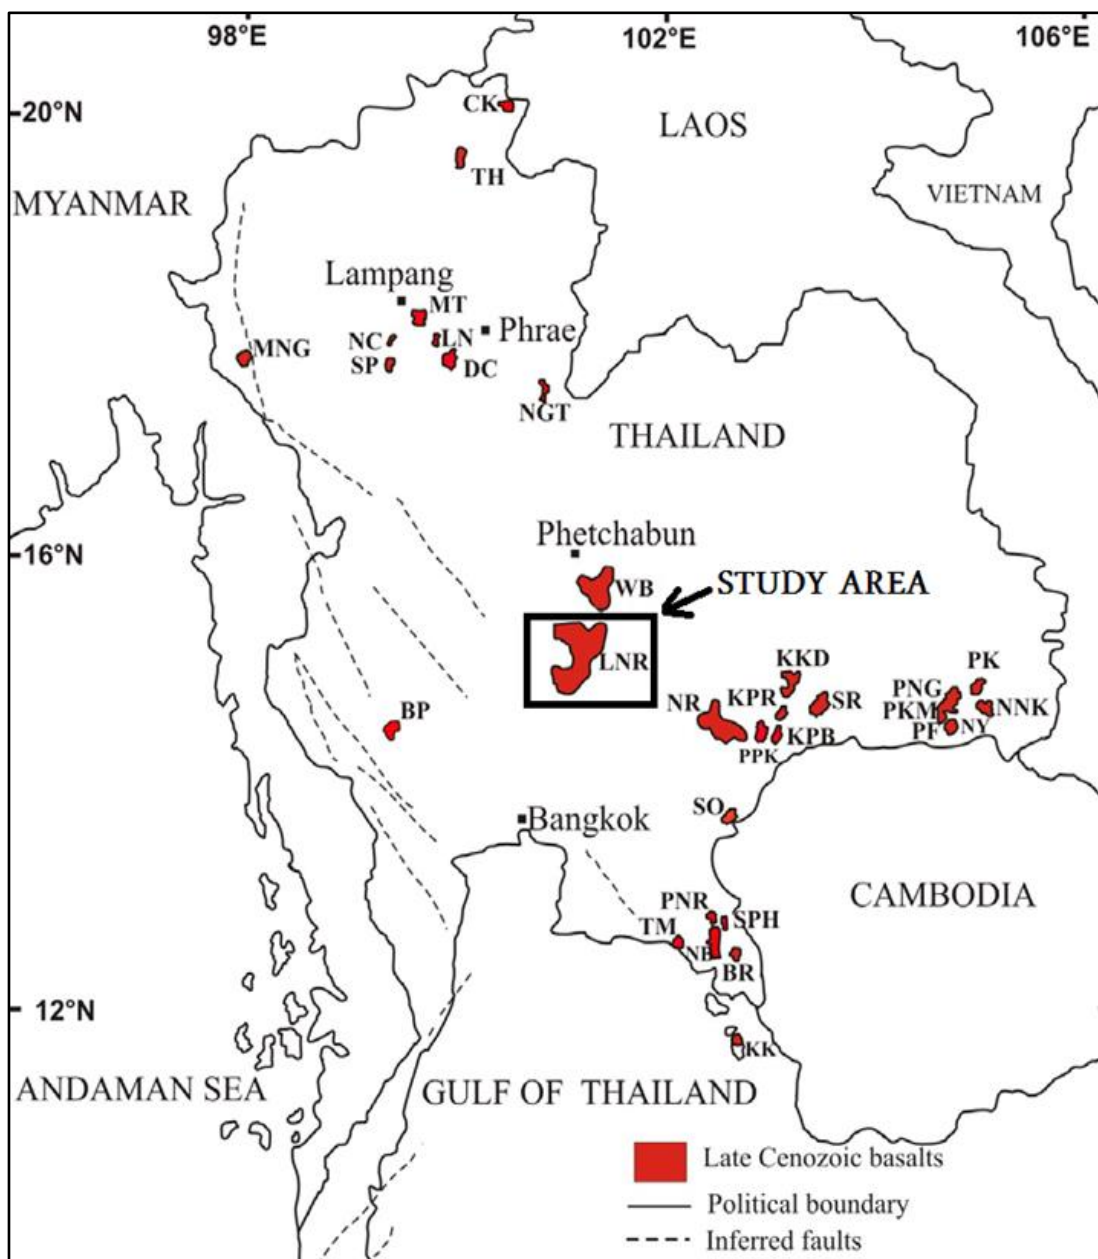 98°E
102°E
106°E
CK
20°N
LAOS
TH
VIETNAM
MYANMAR
Lampang
MT
NC
LN
Phrae
MNG
SP
DC
NGT
THAILAND
Phetchabun
16°N
WB
STUDY AREA
LNR
KKD
PK
PNG
NR
KPR
SR
PKM
NNK
BP
PF
NY
PPK
KPB
SO
Bangkok
CAMBODIA
PNR
SPH
TM
NB
BR
12°N
KK
ANDAMAN SEA
GULF OF THAILAND
Late Cenozoic basalts
Political boundary
Inferred faults